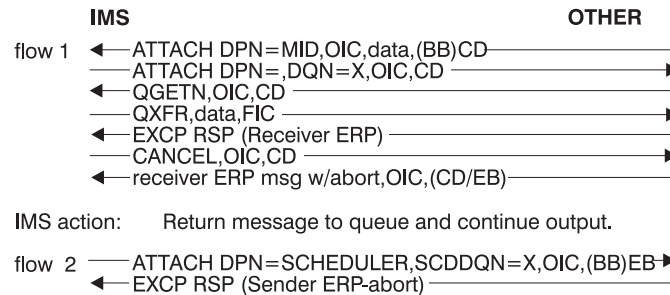 IMS OTHER
flow 1 ATTACH DPN=MID,OIC,data,(BB)CD
ATTACH DPN=,DQN=X,OIC,CD
QGETN,OIC,CD
QXFR,data,FIC
EXCP RSP (Receiver ERP)
CANCEL,OIC,CD
receiver ERP msg w/abort,OIC,(CD/EB)
IMS action: Return message to queue and continue output.
flow 2 ATTACH DPN=SCHEDULER,SCDDQN=X,OIC,(BB)EB
EXCP RSP (Sender ERP-abort)